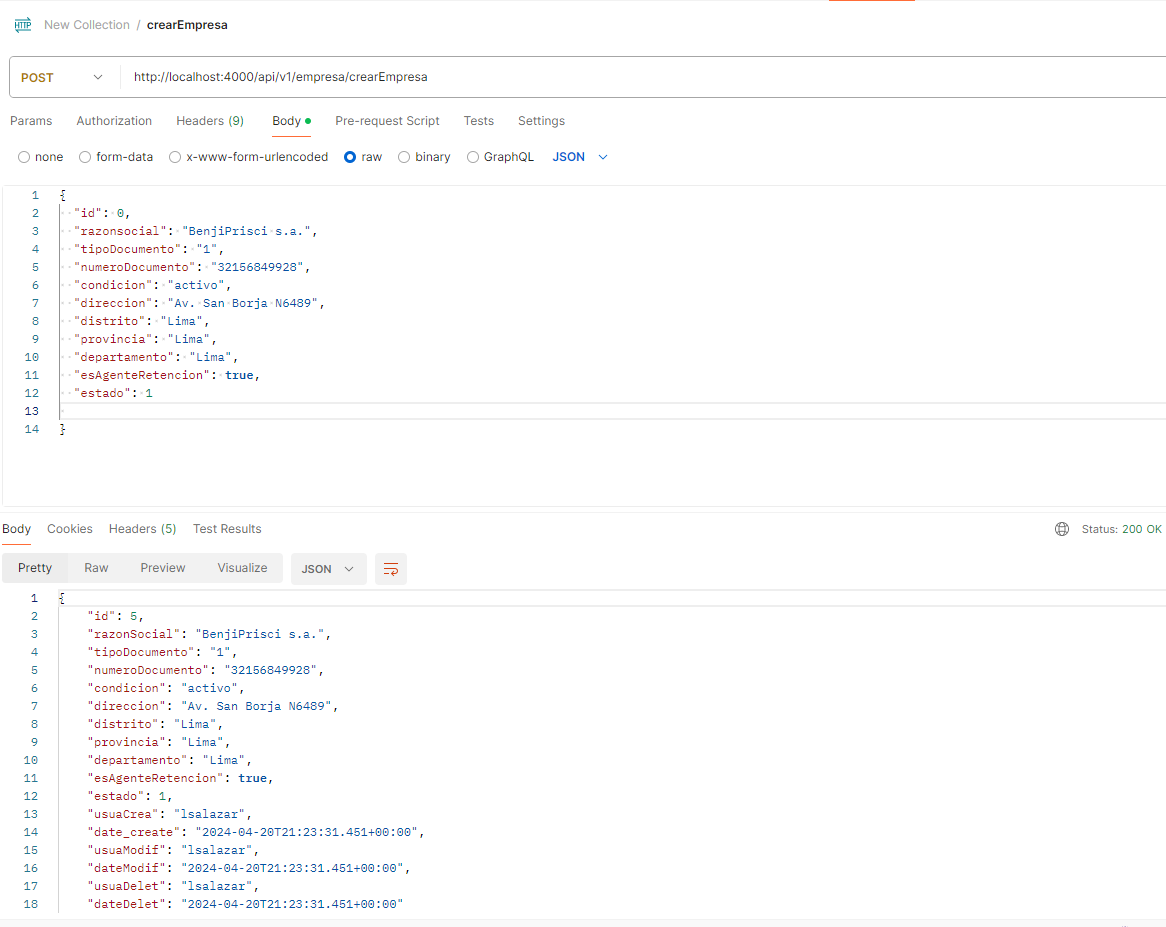 HTTP New Collection / crearEmpresa
POST http://localhost:4000/api/v1/empresa/crearEmpresa
Params Authorization Headers (9) Body Pre-request Script Tests Settings
none form-data x-www-form-urlencoded raw binary GraphQL JSON
1 {
2 "id": 0,
3 "razonsocial": "BenjiPrisci s.a.",
4 "tipoDocumento": "1",
5 "numeroDocumento": "32156849928",
6 "condicion": "activo",
7 "direccion": "Av. San Borja N6489",
8 "distrito": "Lima",
9 "provincia": "Lima",
10 "departamento": "Lima",
11 "esAgenteRetencion": true,
12 "estado": 1
13
14 }
Body Cookies Headers (5) Test Results Status: 200 OK
Pretty Raw Preview Visualize JSON
1 {
2 "id": 5,
3 "razonSocial": "BenjiPrisci s.a.",
4 "tipoDocumento": "1",
5 "numeroDocumento": "32156849928",
6 "condicion": "activo",
7 "direccion": "Av. San Borja N6489",
8 "distrito": "Lima",
9 "provincia": "Lima",
10 "departamento": "Lima",
11 "esAgenteRetencion": true,
12 "estado": 1,
13 "usuaCrea": "lsalazar",
14 "date_create": "2024-04-20T21:23:31.451+00:00",
15 "usuaModif": "lsalazar",
16 "dateModif": "2024-04-20T21:23:31.451+00:00",
17 "usuaDelet": "lsalazar",
18 "dateDelet": "2024-04-20T21:23:31.451+00:00"